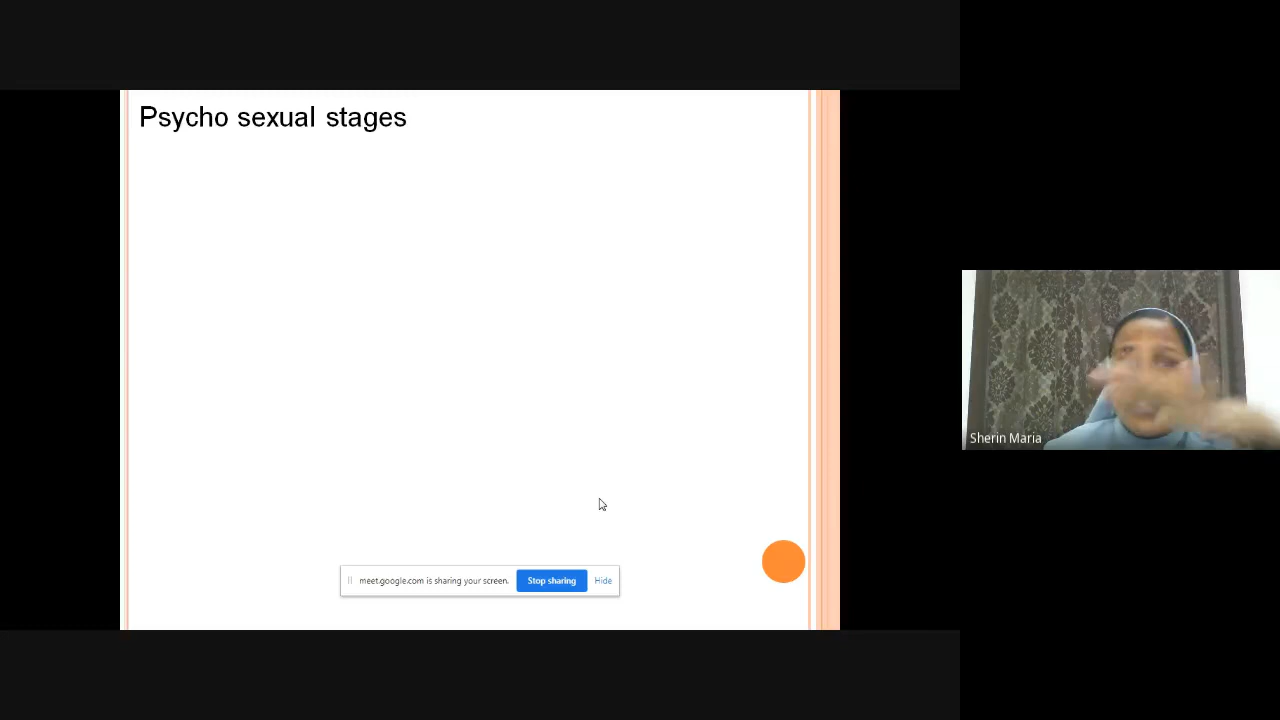 Psycho sexual stages
Sherin Maria
meet.google.com is sharing your screen.
Stop sharing
Hide